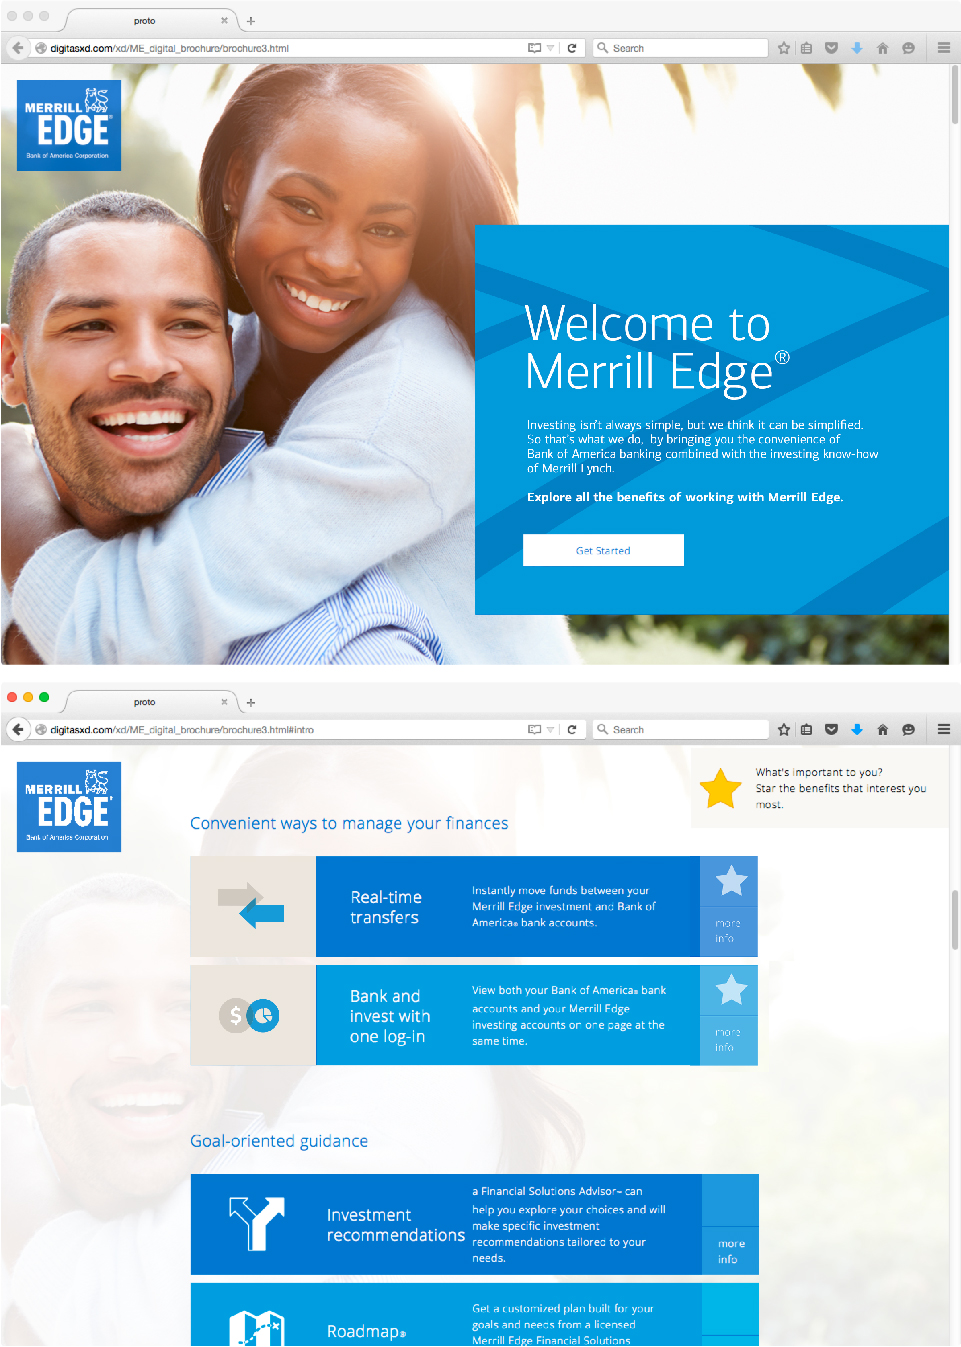 proto
digitasxd.com/xd/ME_digital_brochure/brochure3.html
Search
MERRILL
EDGE®
Bank of America Corporation
Welcome to
Merrill Edge®
Investing isn't always simple, but we think it can be simplified.
So that's what we do, by bringing you the convenience of
Bank of America banking combined with the investing know-how
of Merrill Lynch.
Explore all the benefits of working with Merrill Edge.
Get Started
proto
digitasxd.com/xd/ME_digital_brochure/brochure3.html#intro
Search
MERRILL
EDGE®
Bank of America Corporation
What's important to you?
Star the benefits that interest you
most.
Convenient ways to manage your finances
Real-time
transfers
Instantly move funds between your
Merrill Edge investment and Bank of
America® bank accounts.
more
info
$
Bank and
invest with
one log-in
View both your Bank of America® bank
accounts and your Merrill Edge
investing accounts on one page at the
same time.
more
info
Goal-oriented guidance
Investment
recommendations
a Financial Solutions Advisor™ can
help you explore your choices and will
make specific investment
recommendations tailored to your
needs.
more
info
Roadmap®
Get a customized plan built for your
goals and needs from a licensed
Merrill Edge Financial Solutions